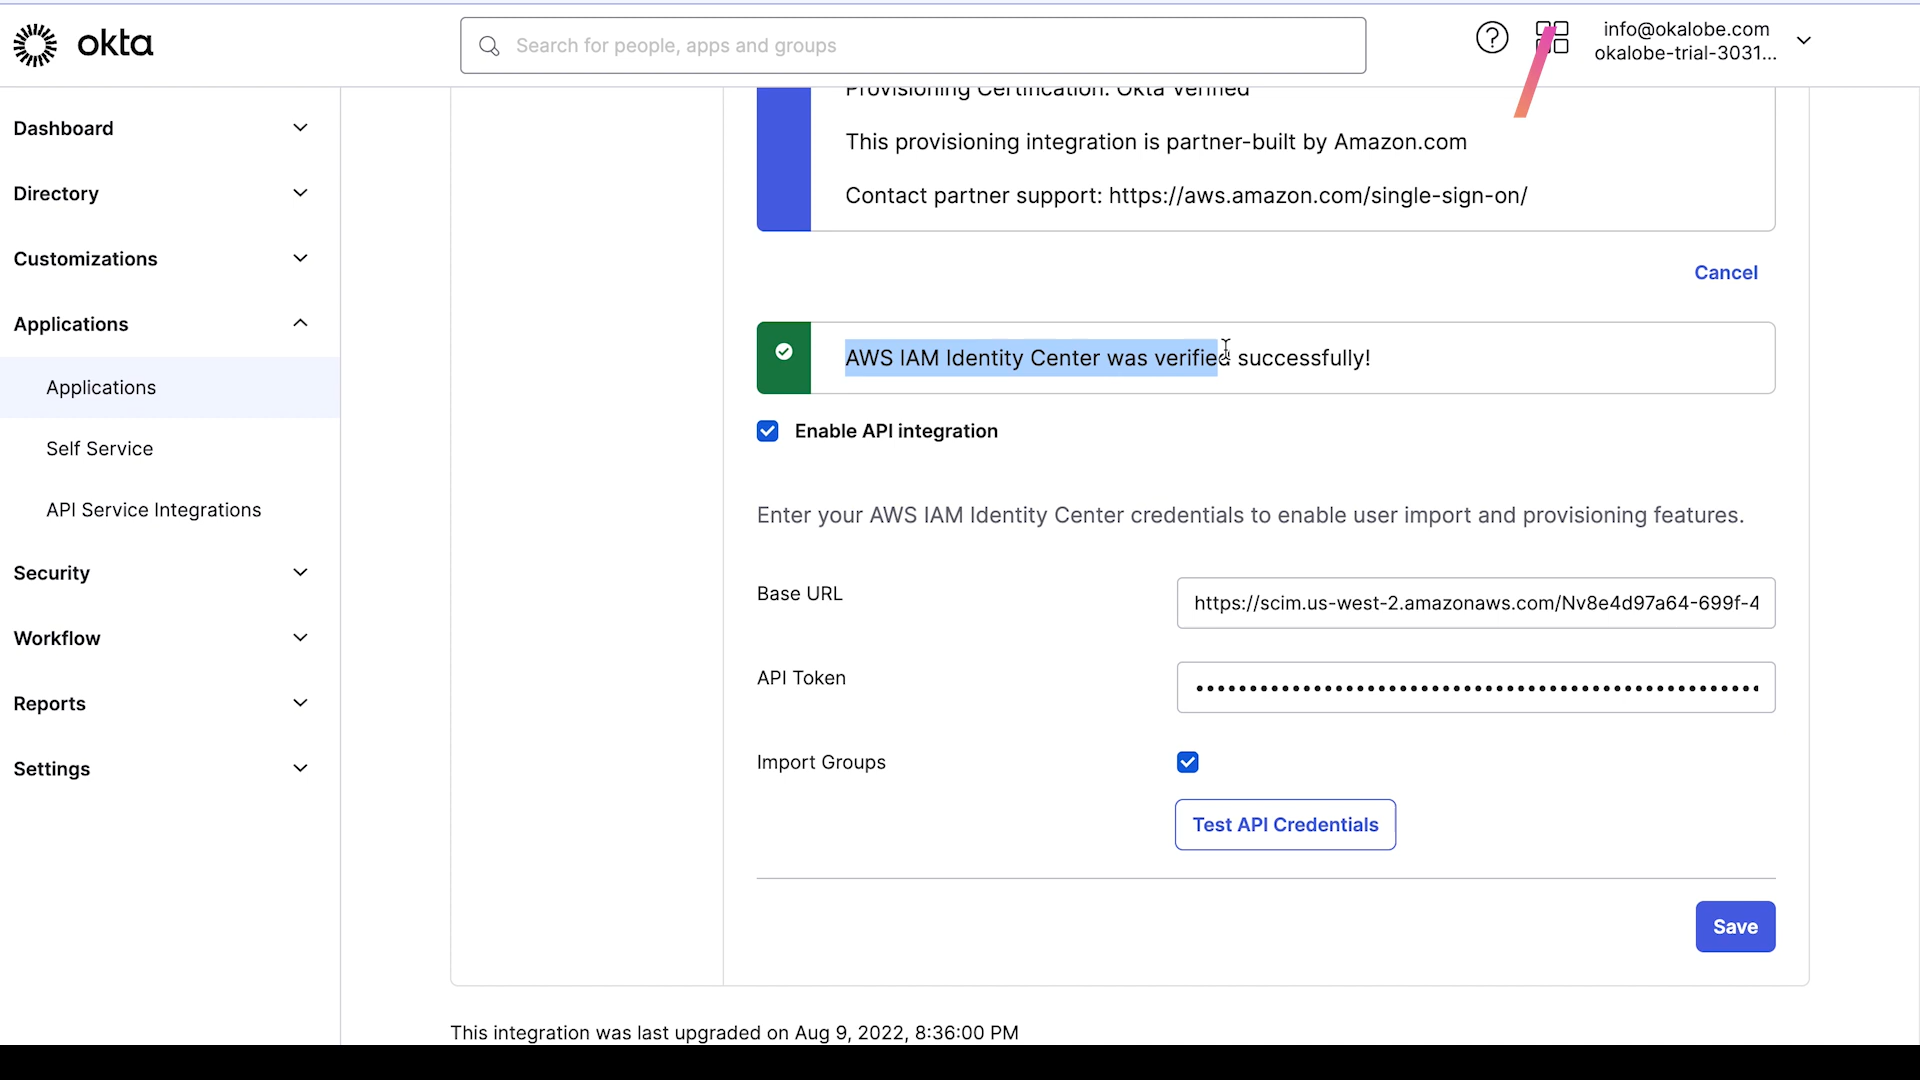 okta
Search for people, apps and groups
info@okalobe.com
okalobe-trial-3031...
Dashboard
Directory
Customizations
Applications
Applications
Self Service
API Service Integrations
Security
Workflow
Reports
Settings
Provisioning Certification: Okta Verified
This provisioning integration is partner-built by Amazon.com
Contact partner support: https://aws.amazon.com/single-sign-on/
Cancel
AWS IAM Identity Center was verified successfully!
Enable API integration
Enter your AWS IAM Identity Center credentials to enable user import and provisioning features.
Base URL
https://scim.us-west-2.amazonaws.com/Nv8e4d97a64-699f-4
API Token
Import Groups
Test API Credentials
Save
This integration was last upgraded on Aug 9, 2022, 8:36:00 PM